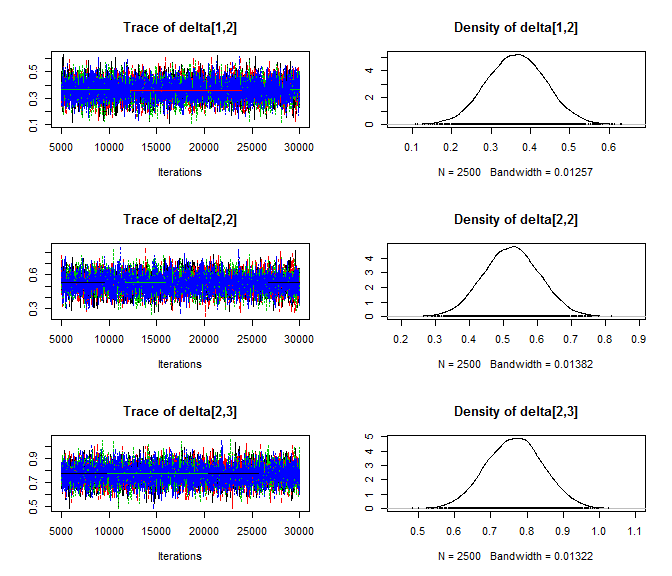 Trace of delta[1,2]
0.5
0.3
0.1
5000 10000 15000 20000 25000 30000
Iterations
Density of delta[1,2]
4
2
0
0.1 0.2 0.3 0.4 0.5 0.6
N = 2500 Bandwidth = 0.01257
Trace of delta[2,2]
0.6
0.3
5000 10000 15000 20000 25000 30000
Iterations
Density of delta[2,2]
4
3
2
1
0
0.2 0.3 0.4 0.5 0.6 0.7 0.8 0.9
N = 2500 Bandwidth = 0.01382
Trace of delta[2,3]
0.9
0.7
0.5
5000 10000 15000 20000 25000 30000
Iterations
Density of delta[2,3]
5
4
3
2
1
0
0.5 0.6 0.7 0.8 0.9 1.0 1.1
N = 2500 Bandwidth = 0.01322